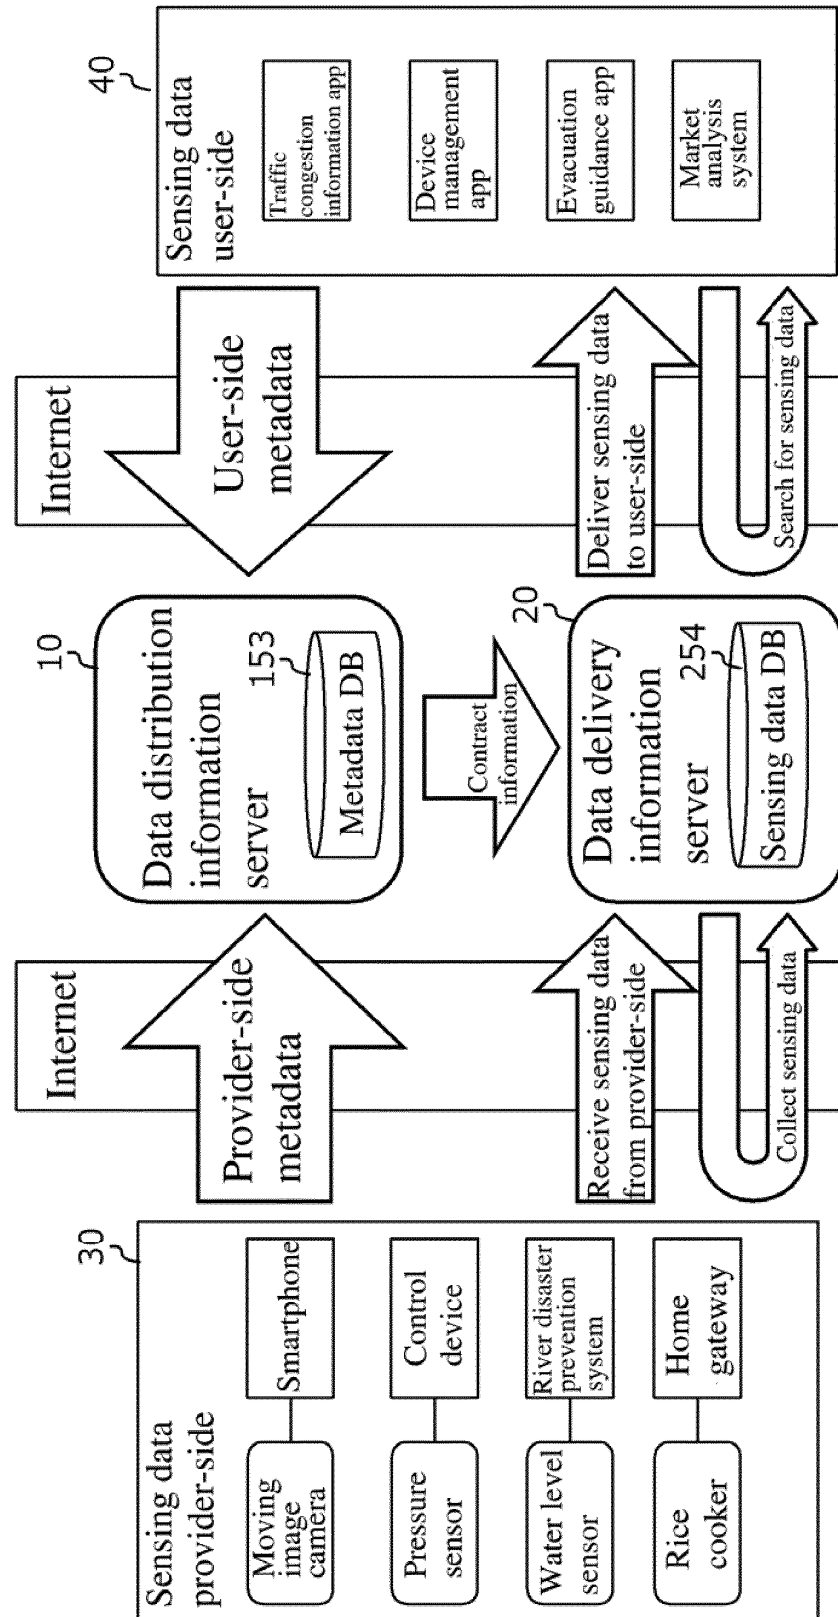 Sensing data
provider-side
30
Moving
image
camera
Smartphone
Pressure
sensor
Control
device
Water level
sensor
River disaster
prevention
system
Rice
cooker
Home
gateway
Internet
Provider-side
metadata
Receive sensing data
from provider-side
Collect sensing data
10
Data distribution
information
server
153
Metadata DB
Contract
information
20
Data delivery
information
server
254
Sensing data DB
Internet
User-side
metadata
Deliver sensing data
to user-side
Search for sensing data
40
Sensing data
user-side
Traffic
congestion
information app
Device
management
app
Evacuation
guidance app
Market
analysis
system